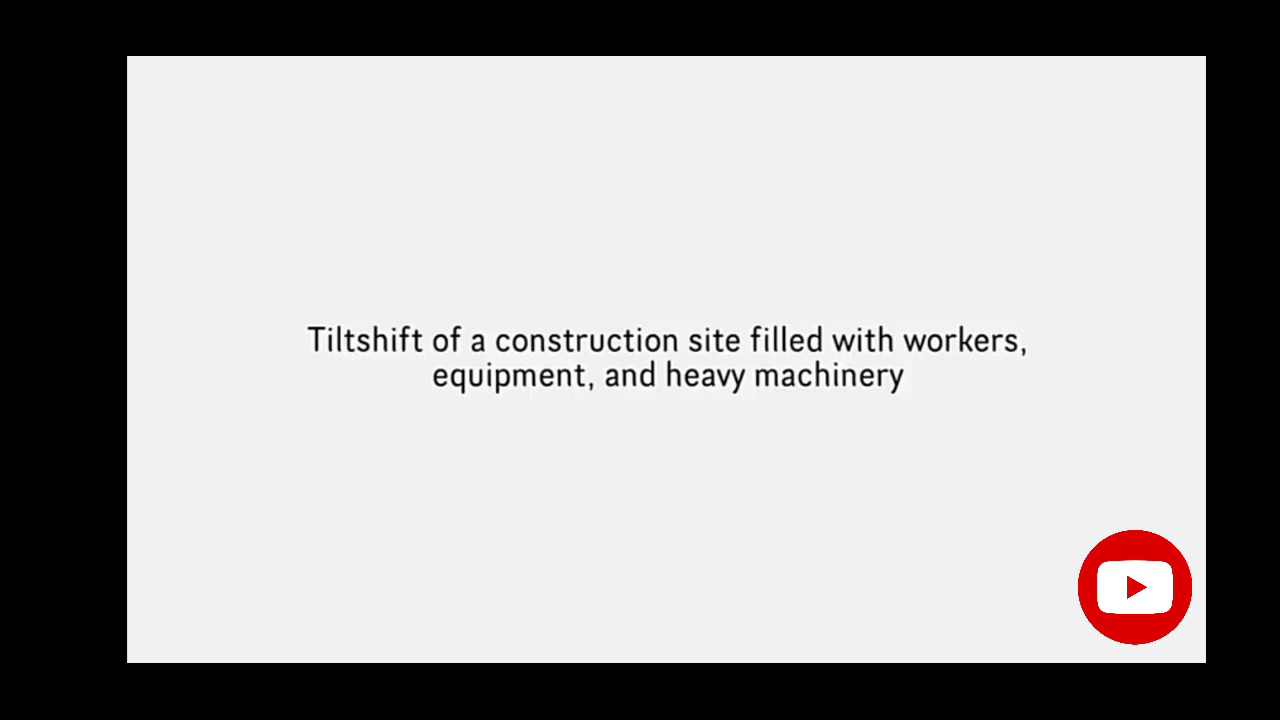 Tiltshift of a construction site filled with workers,
equipment, and heavy machinery